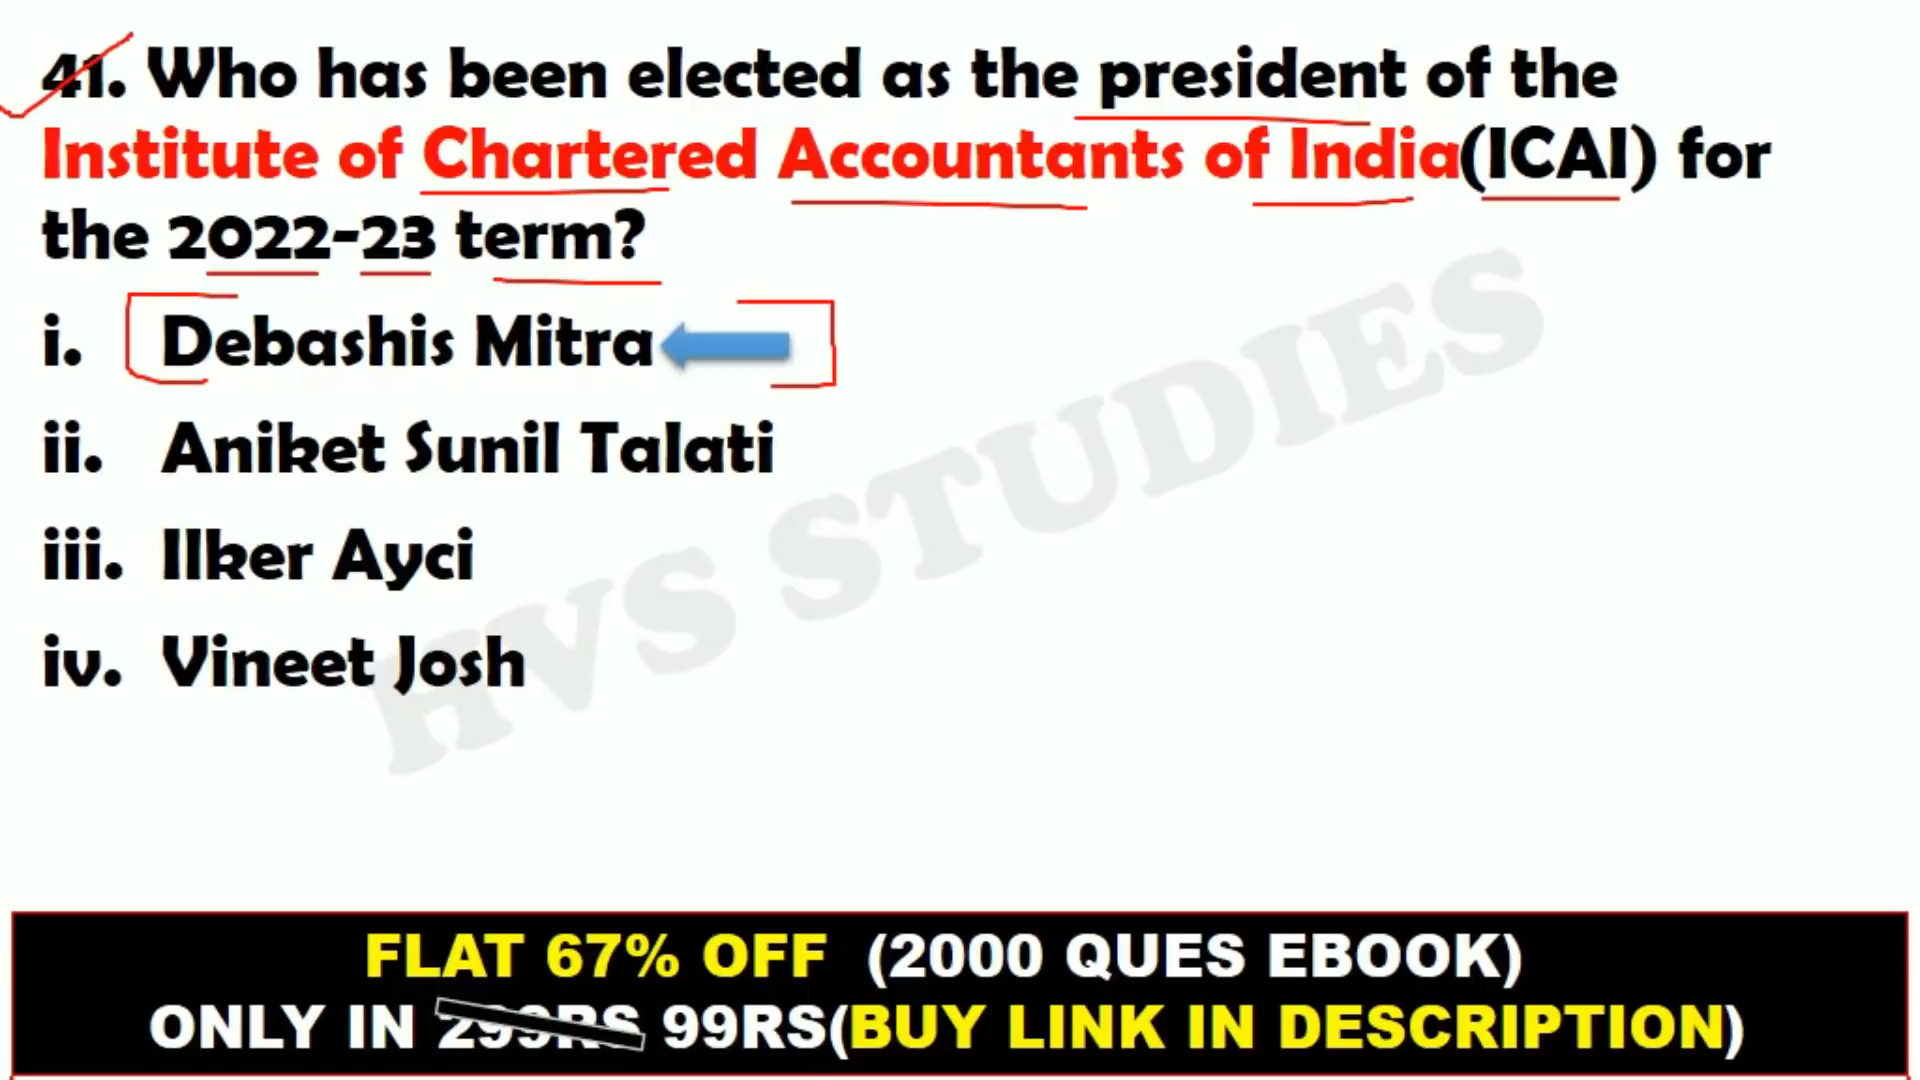 41. Who has been elected as the president of the
Institute of Chartered Accountants of India(ICAI) for
the 2022-23 term?
i. Debashis Mitra
ii. Aniket Sunil Talati
iii. Ilker Ayci
iv. Vineet Josh
HVS STUDIES
FLAT 67% OFF (2000 QUES EBOOK)
ONLY IN 299RS 99RS(BUY LINK IN DESCRIPTION)